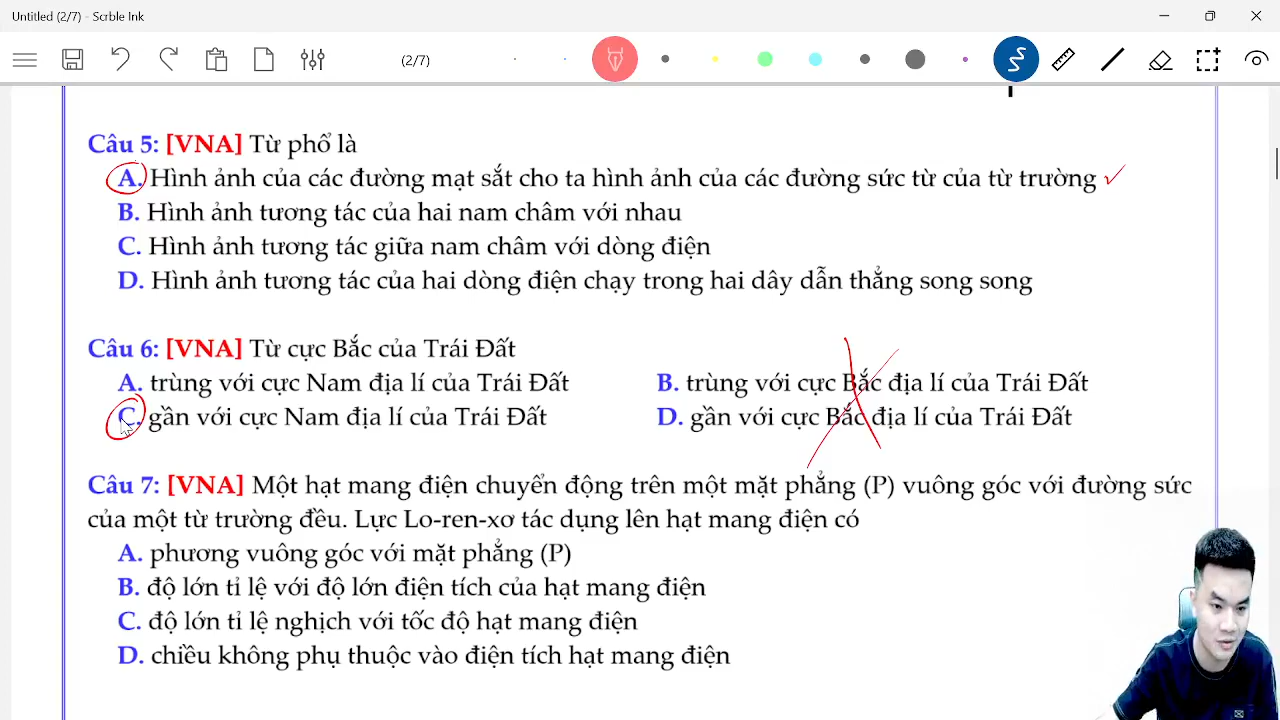 Untitled (2/7) - Scrble Ink
(2/7)
Câu 5: [VNA] Từ phổ là
A. Hình ảnh của các đường mạt sắt cho ta hình ảnh của các đường sức từ của từ trường
B. Hình ảnh tương tác của hai nam châm với nhau
C. Hình ảnh tương tác giữa nam châm với dòng điện
D. Hình ảnh tương tác của hai dòng điện chạy trong hai dây dẫn thẳng song song
Câu 6: [VNA] Từ cực Bắc của Trái Đất
A. trùng với cực Nam địa lí của Trái Đất B. trùng với cực Bắc địa lí của Trái Đất
C. gần với cực Nam địa lí của Trái Đất D. gần với cực Bắc địa lí của Trái Đất
Câu 7: [VNA] Một hạt mang điện chuyển động trên một mặt phẳng (P) vuông góc với đường sức
của một từ trường đều. Lực Lo-ren-xơ tác dụng lên hạt mang điện có
A. phương vuông góc với mặt phẳng (P)
B. độ lớn tỉ lệ với độ lớn điện tích của hạt mang điện
C. độ lớn tỉ lệ nghịch với tốc độ hạt mang điện
D. chiều không phụ thuộc vào điện tích hạt mang điện